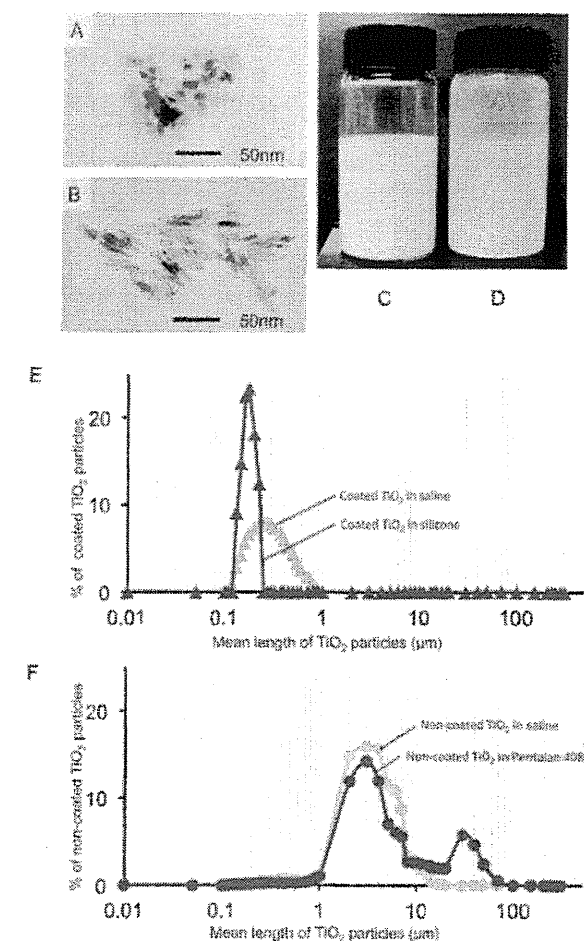 A
50nm
B
50nm
C
D
E
% of coated TiO₂ particles
20
10
0
Coated TiO₂ in saline
Coated TiO₂ in silicone
0.01
0.1
1
10
100
Mean length of TiO₂ particles (µm)
F
% of non-coated TiO₂ particles
20
10
0
Non-coated TiO₂ in saline
Non-coated TiO₂ in Pentalan 408
0.01
0.1
1
10
100
Mean length of TiO₂ particles (µm)